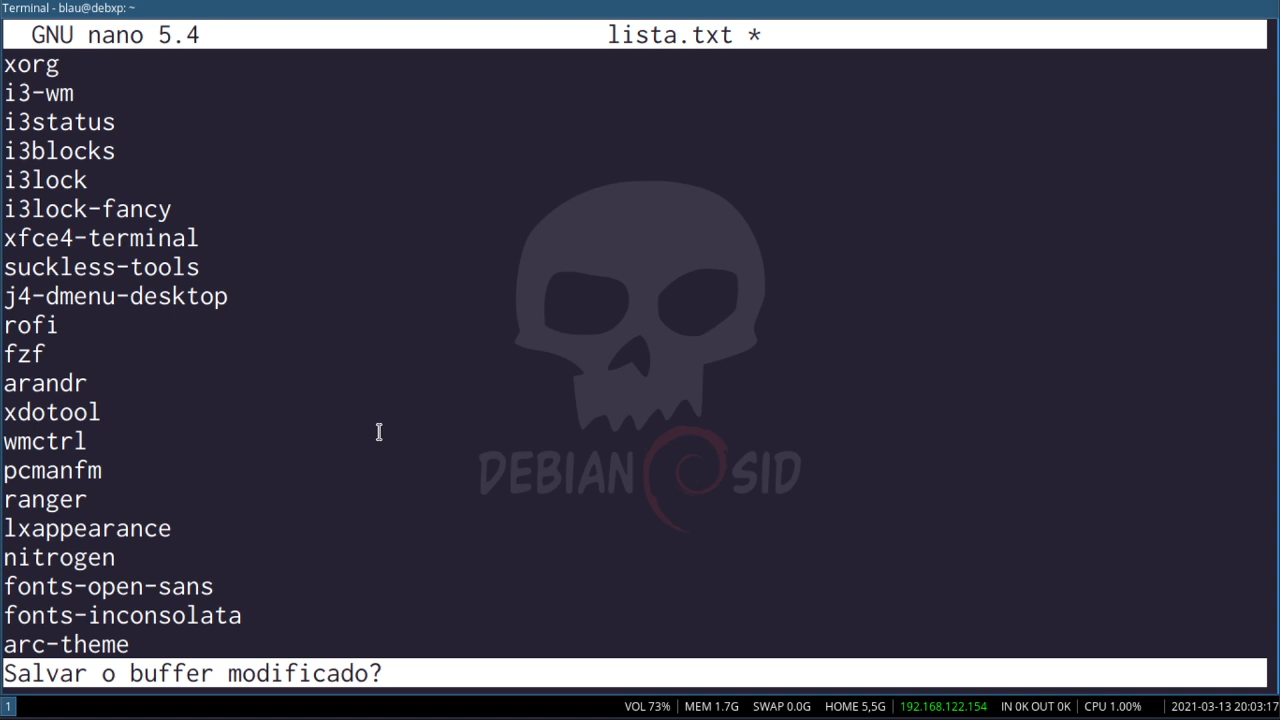 Terminal - blau@debxp: ~
GNU nano 5.4 lista.txt *
xorg
i3-wm
i3status
i3blocks
i3lock
i3lock-fancy
xfce4-terminal
suckless-tools
j4-dmenu-desktop
rofi
fzf
arandr
xdotool
wmctrl
pcmanfm
ranger
lxappearance
nitrogen
fonts-open-sans
fonts-inconsolata
arc-theme
DEBIAN SID
Salvar o buffer modificado?
1 VOL 73% MEM 1.7G SWAP 0.0G HOME 5,5G 192.168.122.154 IN 0K OUT 0K CPU 1.00% 2021-03-13 20:03:17